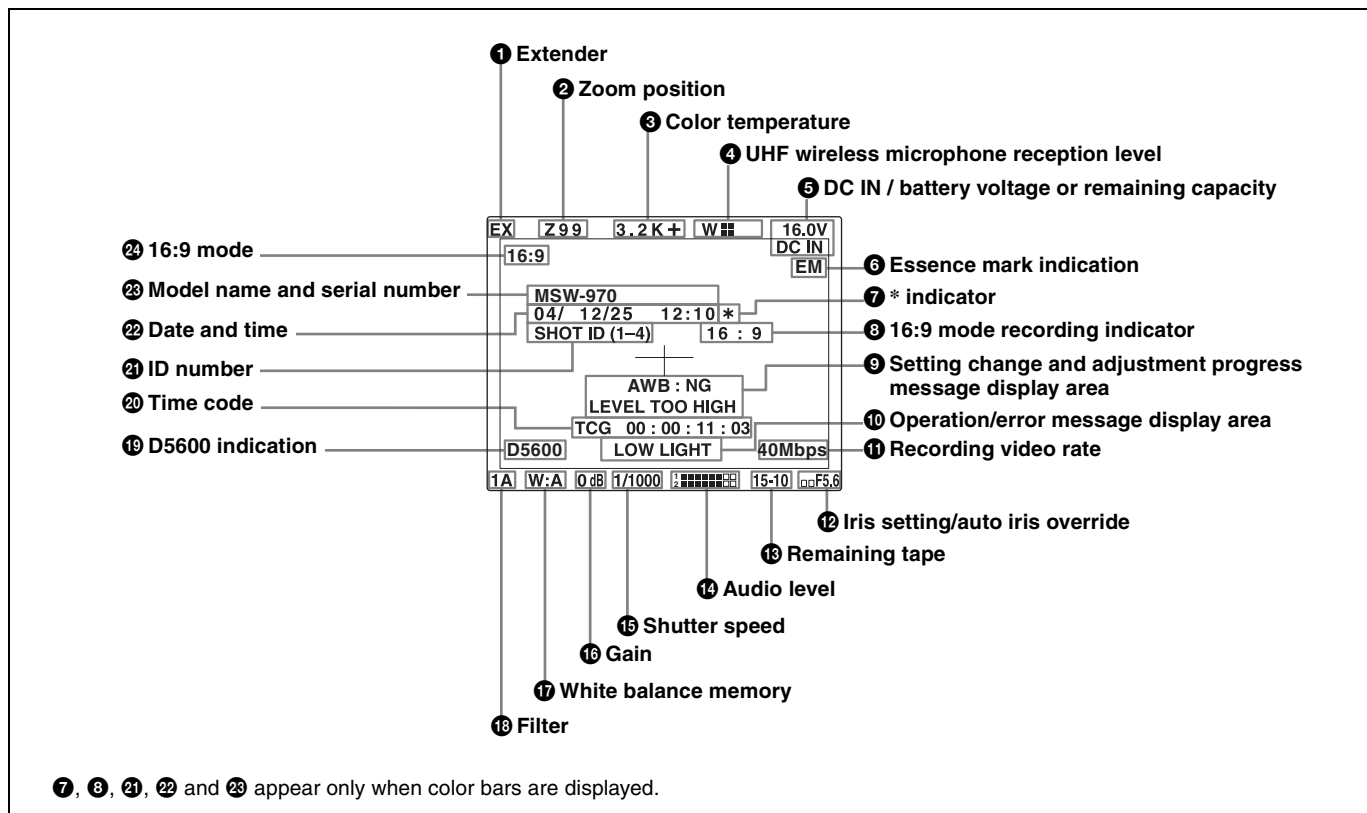 ❶ Extender
❷ Zoom position
❸ Color temperature
❹ UHF wireless microphone reception level
❺ DC IN / battery voltage or remaining capacity
EX Z99 3.2K+ W 16.0V
DC IN
㉔ 16:9 mode
16:9
EM
❻ Essence mark indication
㉓ Model name and serial number
MSW-970
❼ * indicator
㉒ Date and time
04/ 12/25 12:10 *
❽ 16:9 mode recording indicator
SHOT ID (1–4) 16 : 9
㉑ ID number
❾ Setting change and adjustment progress
message display area
AWB : NG
LEVEL TOO HIGH
⓴ Time code
❿ Operation/error message display area
TCG 00 : 00 : 11 : 03
⓳ D5600 indication
D5600 LOW LIGHT 40Mbps
⓫ Recording video rate
1A W:A 0 dB 1/1000 1 2 15-10 F5.6
⓬ Iris setting/auto iris override
⓭ Remaining tape
⓮ Audio level
⓯ Shutter speed
⓰ Gain
⓱ White balance memory
⓲ Filter
❼, ❽, ㉑, ㉒ and ㉓ appear only when color bars are displayed.